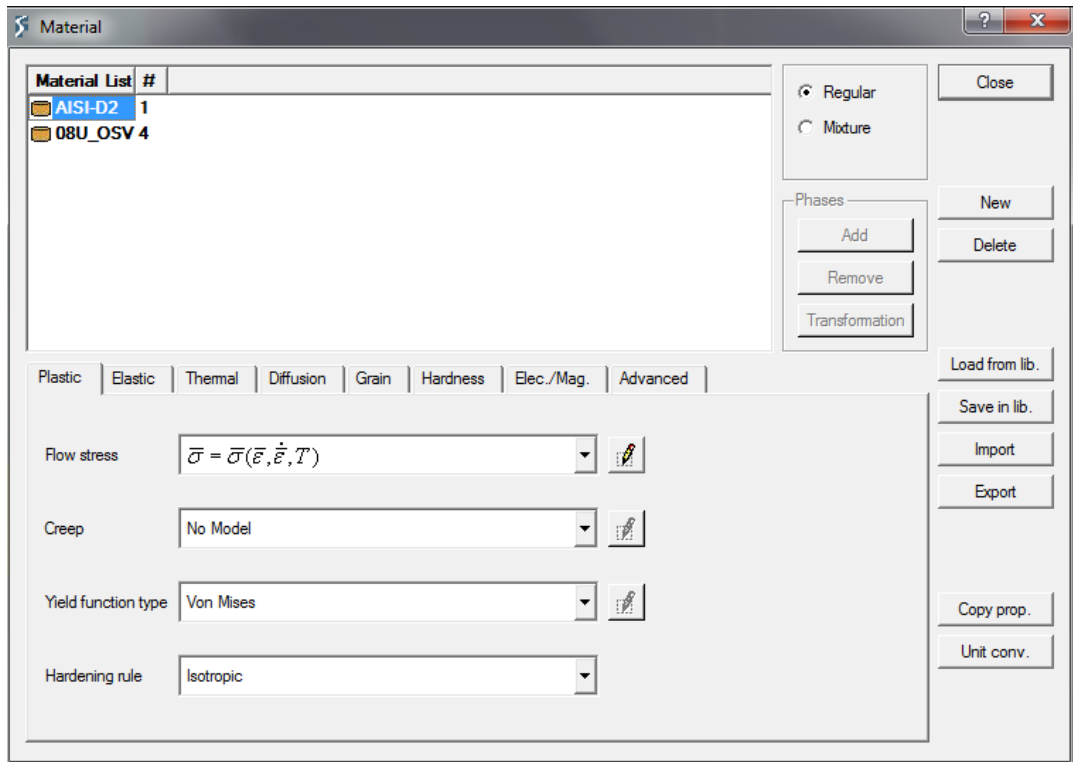 Material
Material List #
AISI-D2 1
08U_OSV 4
Regular
Mixture
Phases
Add
Remove
Transformation
Close
New
Delete
Load from lib.
Save in lib.
Import
Export
Copy prop.
Unit conv.
Plastic Elastic Thermal Diffusion Grain Hardness Elec./Mag. Advanced
Flow stress σ̅ = σ̅(ε̅, ε̅̇, T)
Creep No Model
Yield function type Von Mises
Hardening rule Isotropic